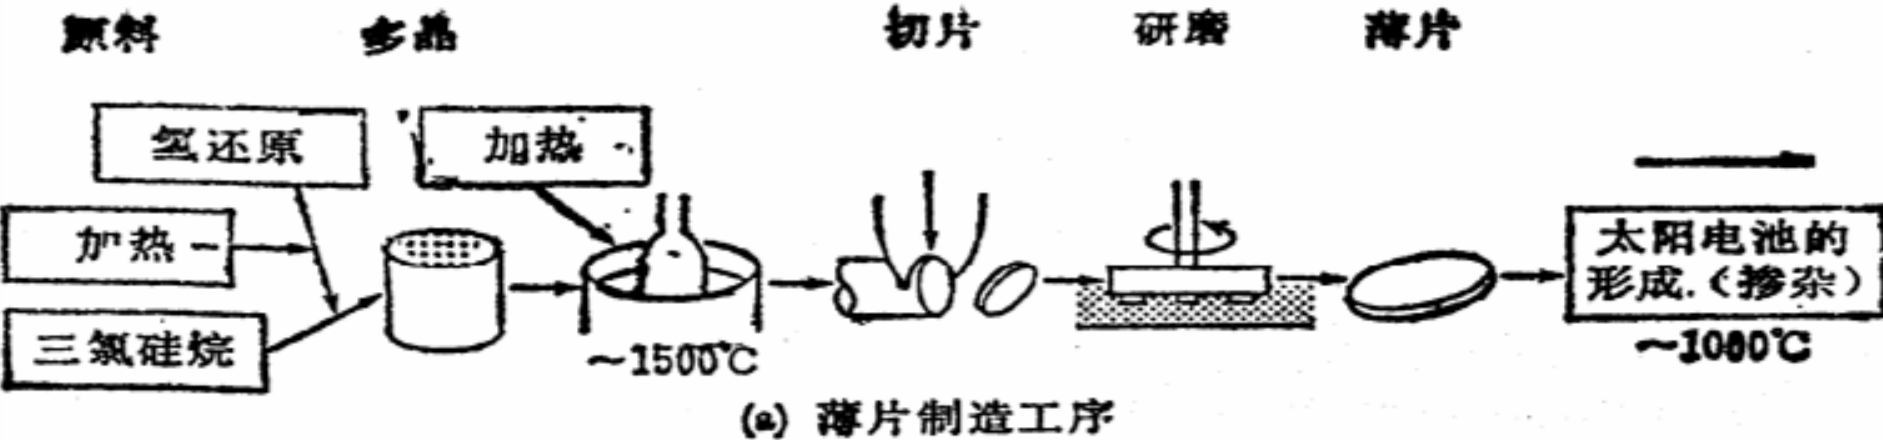 原料 多晶 切片 研磨 薄片
氢还原
加热
加热
三氯硅烷
~1500℃
太阳电池的
形成.(掺杂)
~1000℃
(a) 薄片制造工序